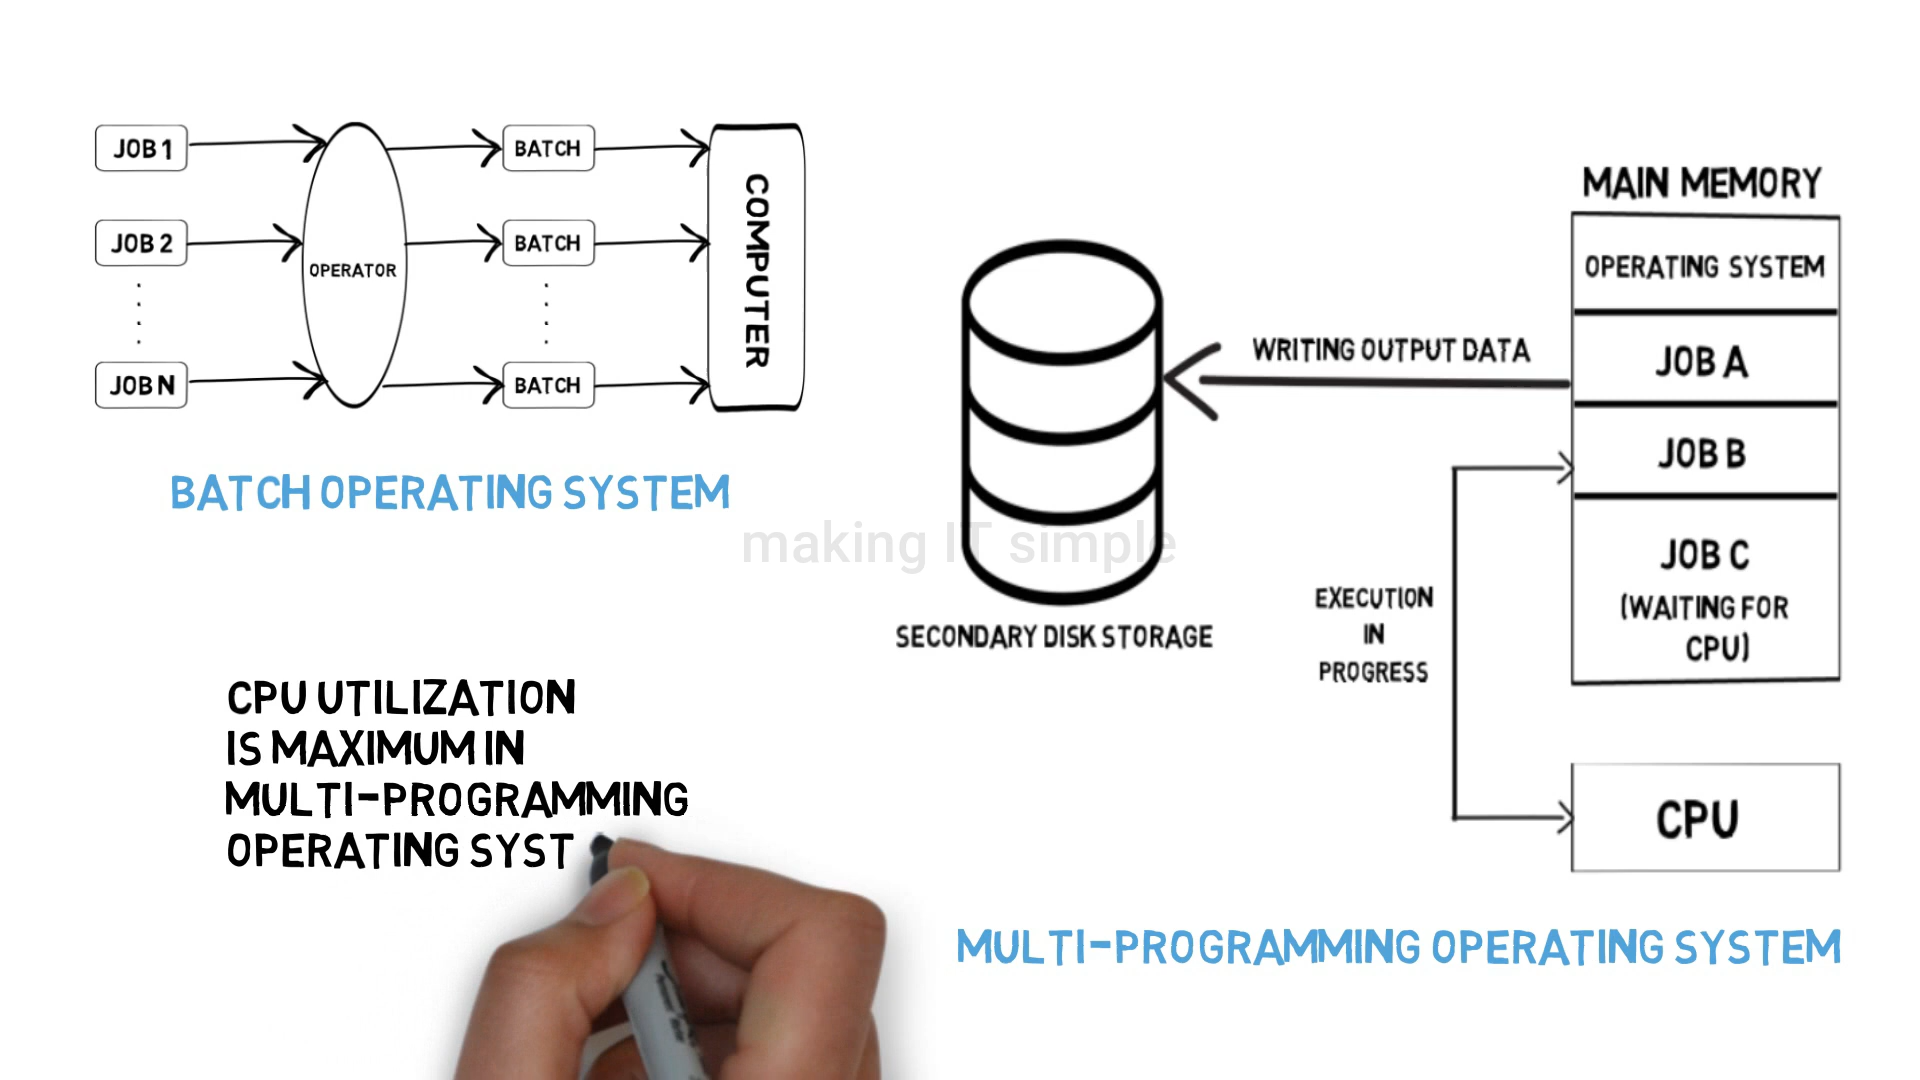 JOB 1
BATCH
JOB 2
BATCH
OPERATOR
JOB N
BATCH
COMPUTER
BATCH OPERATING SYSTEM
MAIN MEMORY
OPERATING SYSTEM
WRITING OUTPUT DATA
JOB A
JOB B
JOB C
(WAITING FOR
CPU)
SECONDARY DISK STORAGE
EXECUTION
IN
PROGRESS
CPU
MULTI-PROGRAMMING OPERATING SYSTEM
making IT simple
CPU UTILIZATION
IS MAXIMUM IN
MULTI-PROGRAMMING
OPERATING SYST